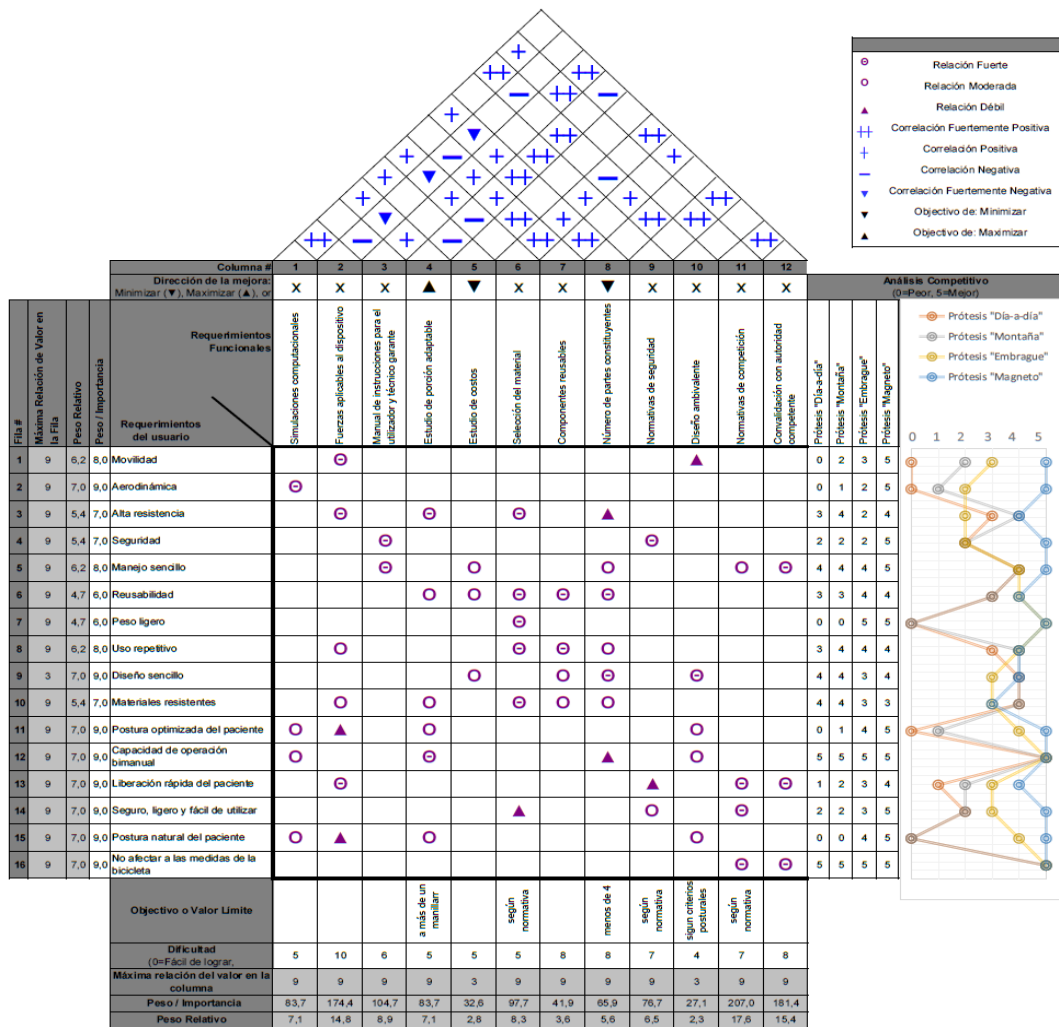 Relación Fuerte
Relación Moderada
Relación Débil
Correlación Fuertemente Positiva
Correlación Positiva
Correlación Negativa
Correlación Fuertemente Negativa
Objectivo de: Minimizar
Objectivo de: Maximizar
Columna # 1 2 3 4 5 6 7 8 9 10 11 12
Dirección de la mejora: X X X ▲ ▼ X X ▼ X X X X
Minimizar (▼), Maximizar (▲), or
Análisis Competitivo
(0=Peor, 5=Mejor)
Fila #
Máxima Relación de Valor en
la Fila
Peso Relativo
Peso / Importancia
Requerimientos
Funcionales
Requerimientos
del usuario
Simulaciones computacionales
Fuerzas aplicables al dispositivo
Manual de instrucciones para el
utilizador y técnico garante
Estudio de porción adaptable
Estudio de costos
Selección del material
Componentes reusables
Número de partes constituyentes
Normativas de seguridad
Diseño ambivalente
Normativas de competición
Convalidación con autoridad
competente
Prótesis "Día-a-día"
Prótesis "Montaña"
Prótesis "Embrague"
Prótesis "Magneto"
Prótesis "Día-a-día"
Prótesis "Montaña"
Prótesis "Embrague"
Prótesis "Magneto"
0 1 2 3 4 5
1 9 6,2 8,0 Movilidad 0 2 3 5
2 9 7,0 9,0 Aerodinámica 0 1 2 5
3 9 5,4 7,0 Alta resistencia 3 4 2 4
4 9 5,4 7,0 Seguridad 2 2 2 5
5 9 6,2 8,0 Manejo sencillo 4 4 4 5
6 9 4,7 6,0 Reusabilidad 3 3 4 4
7 9 4,7 6,0 Peso ligero 0 0 5 5
8 9 6,2 8,0 Uso repetitivo 3 4 4 4
9 3 7,0 9,0 Diseño sencillo 4 4 3 4
10 9 5,4 7,0 Materiales resistentes 4 4 3 3
11 9 7,0 9,0 Postura optimizada del paciente 0 1 4 5
12 9 7,0 9,0 Capacidad de operación
bimanual 5 5 5 5
13 9 7,0 9,0 Liberación rápida del paciente 1 2 3 4
14 9 7,0 9,0 Seguro, ligero y fácil de utilizar 2 2 3 5
15 9 7,0 9,0 Postura natural del paciente 0 0 4 5
16 9 7,0 9,0 No afectar a las medidas de la
bicicleta 5 5 5 5
Objectivo o Valor Límite
a más de un
manillarr
según
normativa
menos de 4
según
normativa
sigun criterios
posturales
según
normativa
Dificultad
(0=Fácil de lograr, 5 10 6 5 5 5 8 8 7 4 7 8
Máxima relación del valor en la
columna 9 9 9 9 3 9 9 9 9 3 9 9
Peso / Importancia 83,7 174,4 104,7 83,7 32,6 97,7 41,9 65,9 76,7 27,1 207,0 181,4
Peso Relativo 7,1 14,8 8,9 7,1 2,8 8,3 3,6 5,6 6,5 2,3 17,6 15,4